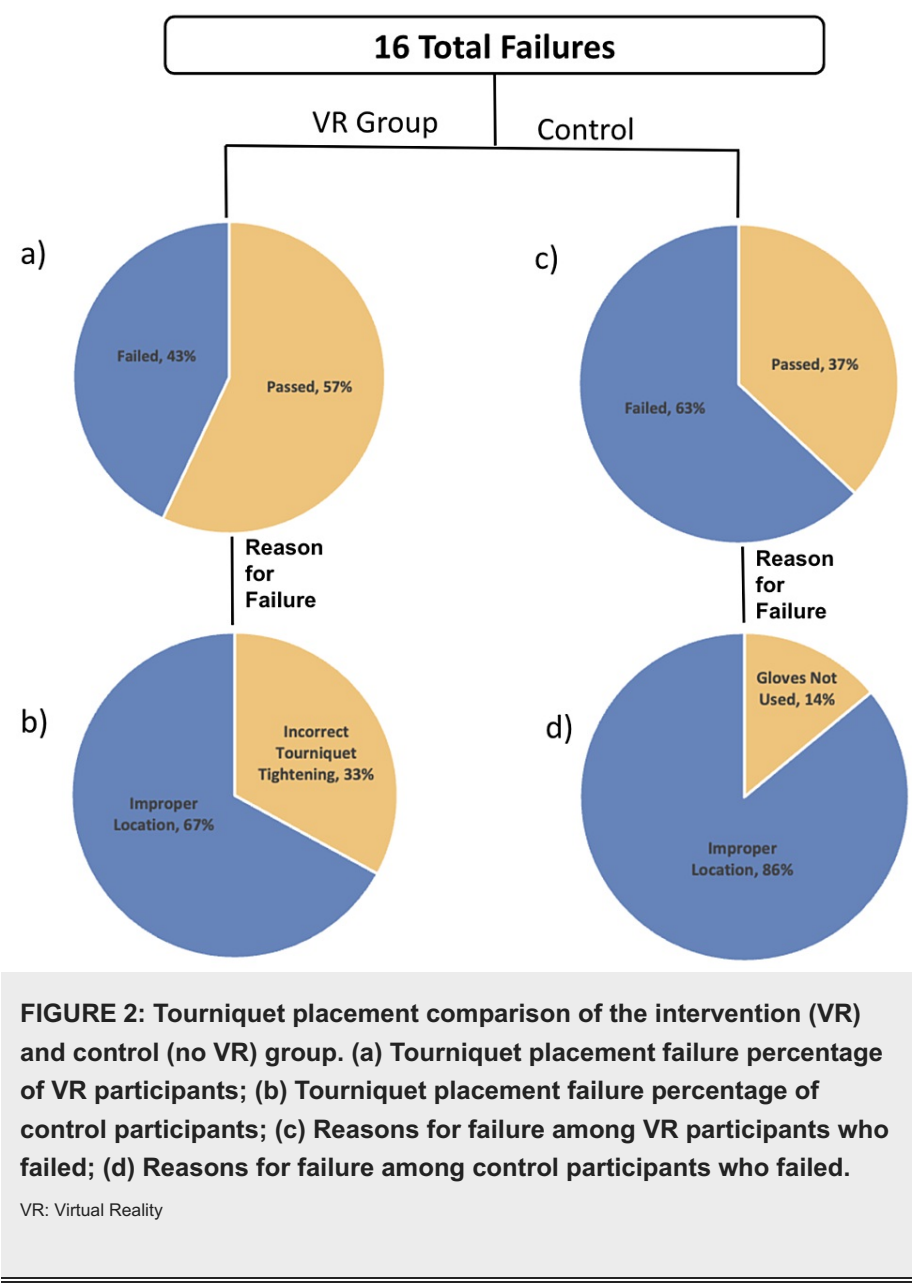 16 Total Failures
VR Group
Control
a)
Failed, 43%
Passed, 57%
c)
Passed, 37%
Failed, 63%
Reason
for
Failure
Reason
for
Failure
b)
Incorrect
Tourniquet
Tightening, 33%
Improper
Location, 67%
d)
Gloves Not
Used, 14%
Improper
Location, 86%
FIGURE 2: Tourniquet placement comparison of the intervention (VR)
and control (no VR) group. (a) Tourniquet placement failure percentage
of VR participants; (b) Tourniquet placement failure percentage of
control participants; (c) Reasons for failure among VR participants who
failed; (d) Reasons for failure among control participants who failed.
VR: Virtual Reality